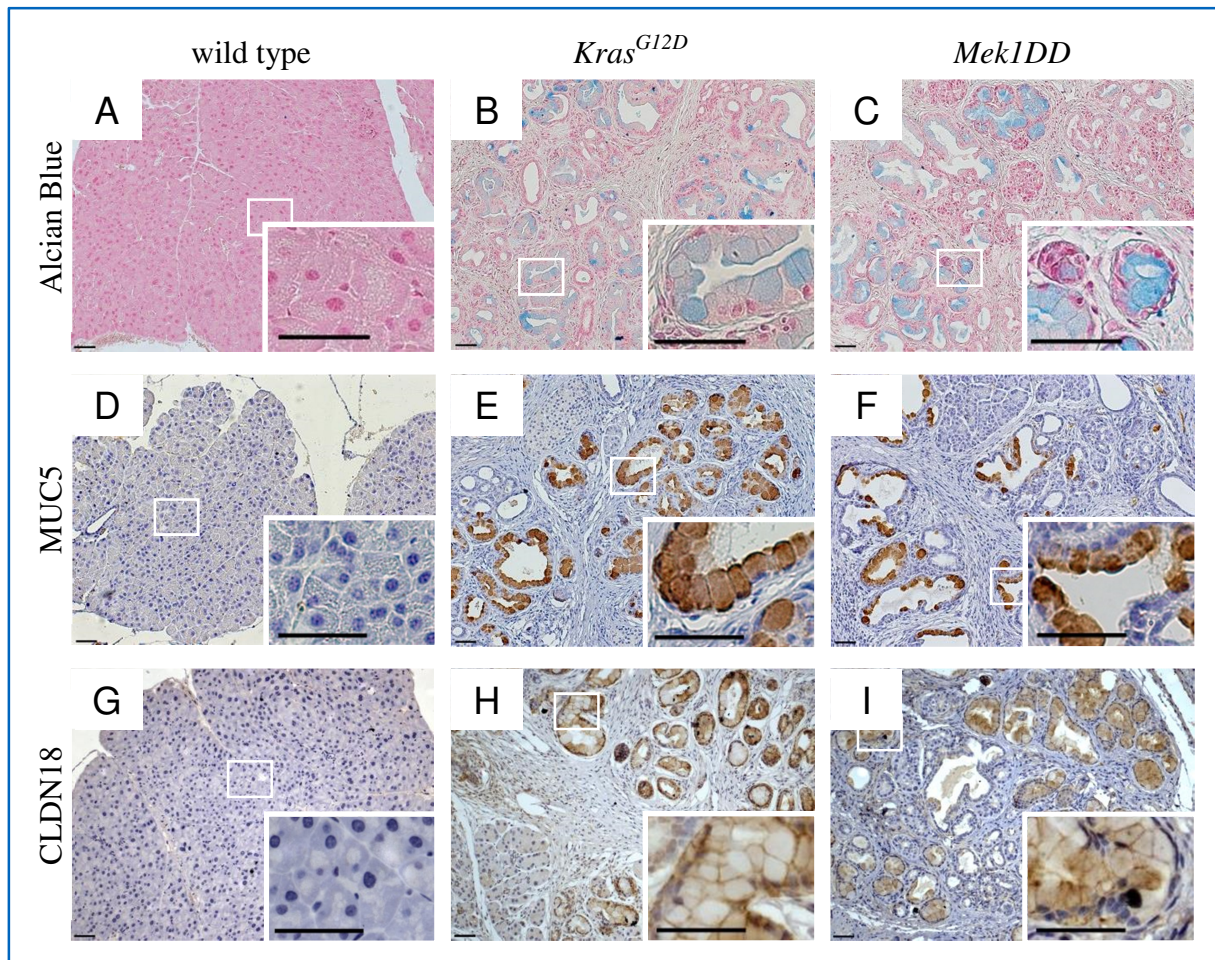 wild type
Kras^G12D
Mek1DD
Alcian Blue
A
B
C
MUC5
D
E
F
CLDN18
G
H
I